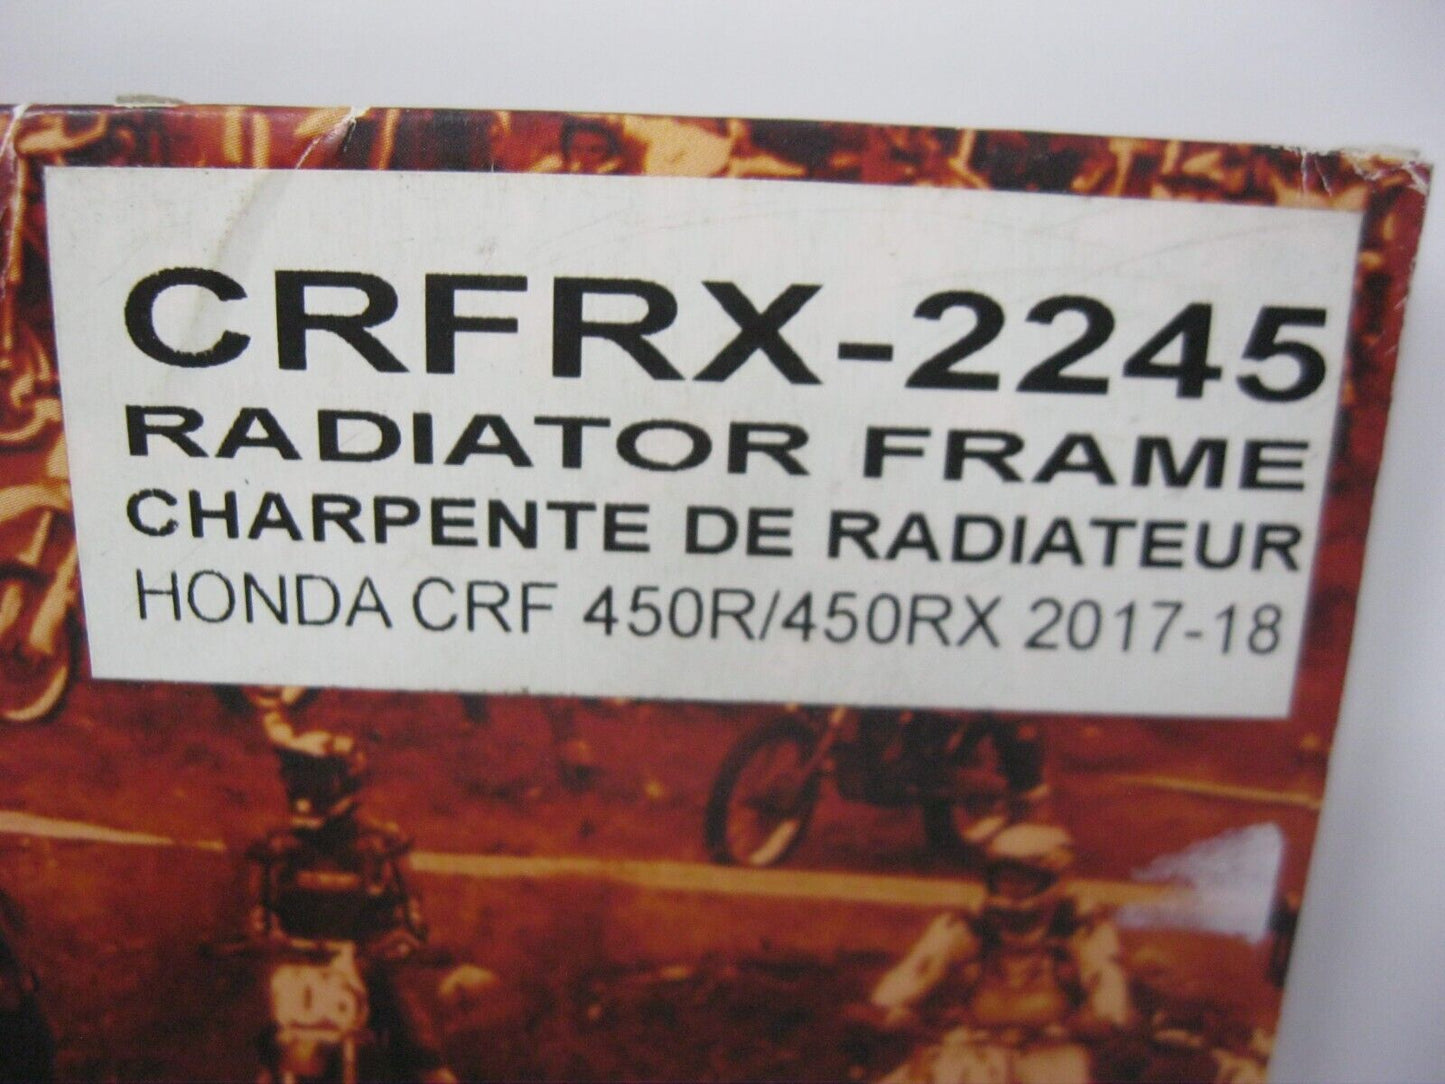 CRFRX-2245
RADIATOR FRAME
CHARPENTE DE RADIATEUR
HONDA CRF 450R/450RX 2017-18